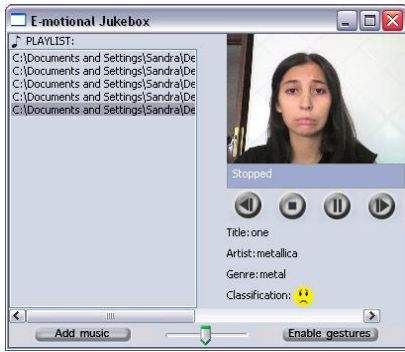 E-motional Jukebox
PLAYLIST:
C:\Documents and Settings\Sandra\De
C:\Documents and Settings\Sandra\De
C:\Documents and Settings\Sandra\De
C:\Documents and Settings\Sandra\De
C:\Documents and Settings\Sandra\De
Stopped
Title:one
Artist:metallica
Genre:metal
Classification:
Add music
Enable gestures